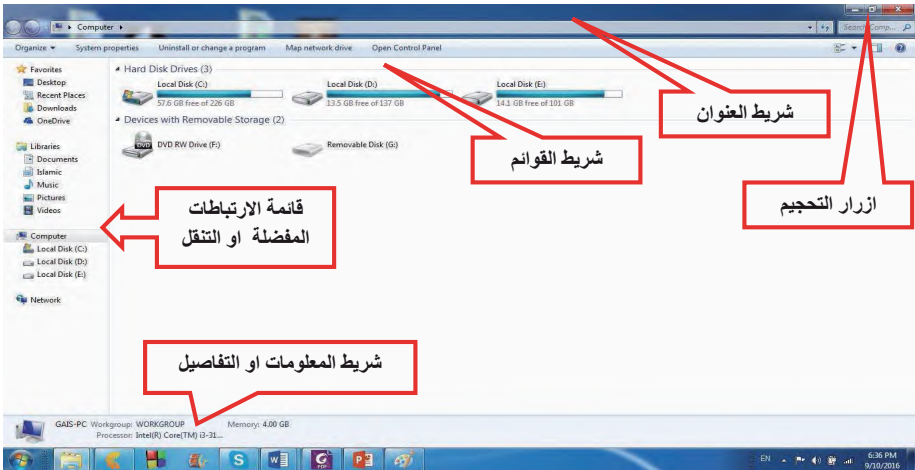 Computer
Search Comp...
Organize
System properties
Uninstall or change a program
Map network drive
Open Control Panel
Favorites
Desktop
Recent Places
Downloads
OneDrive
Libraries
Documents
Islamic
Music
Pictures
Videos
Computer
Local Disk (C:)
Local Disk (D:)
Local Disk (E:)
Network
Hard Disk Drives (3)
Local Disk (C:)
57.6 GB free of 226 GB
Local Disk (D:)
13.5 GB free of 137 GB
Local Disk (E:)
14.1 GB free of 101 GB
Devices with Removable Storage (2)
DVD RW Drive (F:)
Removable Disk (G:)
شريط العنوان
شريط القوائم
ازرار التحجيم
قائمة الارتباطات
المفضلة او التنقل
شريط المعلومات او التفاصيل
GAIS-PC Workgroup: WORKGROUP Memory: 4.00 GB
Processor: Intel(R) Core(TM) i3-31...
EN
6:36 PM
9/10/2016